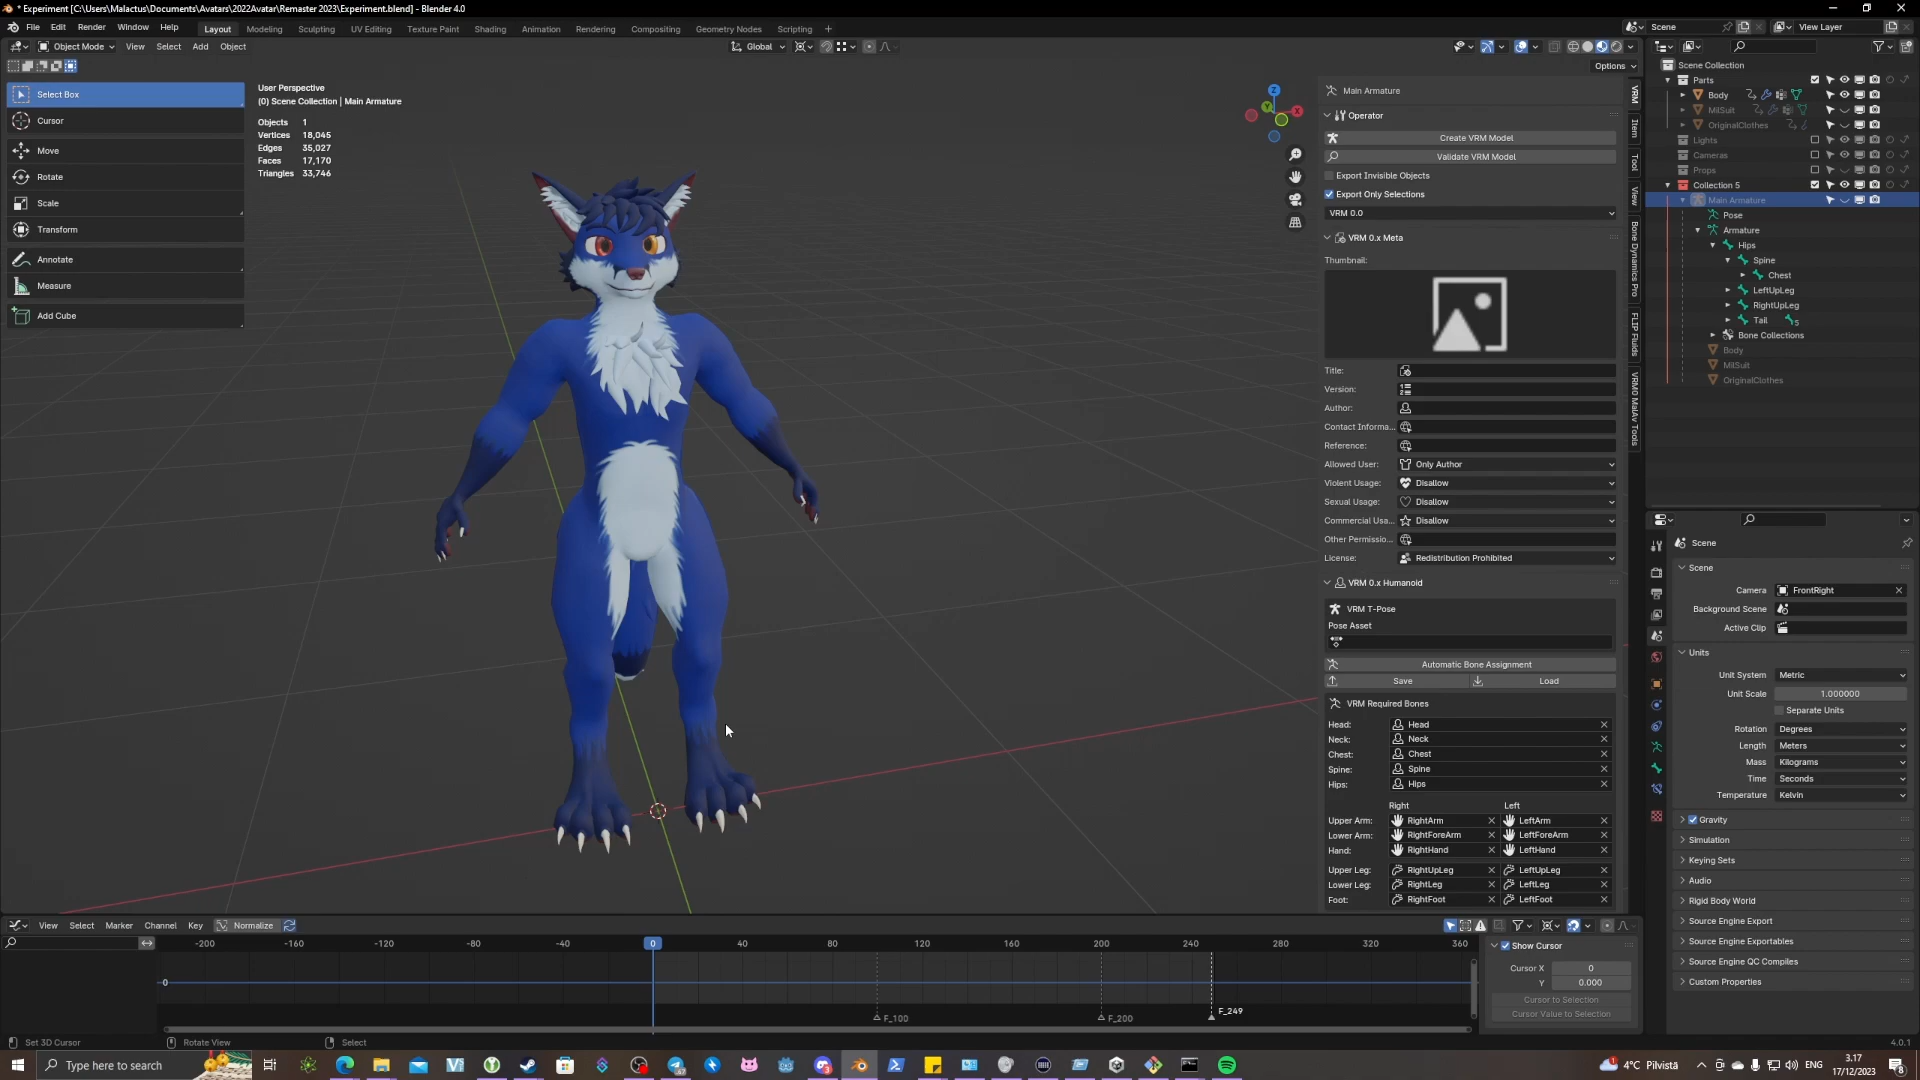 * Experiment [C:\Users\Malactus\Documents\Avatars\2022Avatar\Remaster 2023\Experiment.blend] - Blender 4.0
File Edit Render Window Help Layout Modeling Sculpting UV Editing Texture Paint Shading Animation Rendering Compositing Geometry Nodes Scripting + Scene View Layer
Object Mode View Select Add Object Global
Options
Select Box
Cursor
Move
Rotate
Scale
Transform
Annotate
Measure
Add Cube
User Perspective
(0) Scene Collection | Main Armature
Objects 1
Vertices 18,045
Edges 35,027
Faces 17,170
Triangles 33,746
Z
Y
X
Main Armature
Operator
Create VRM Model
Validate VRM Model
Export Invisible Objects
Export Only Selections
VRM 0.0
VRM 0.x Meta
Thumbnail:
Title:
Version:
Author:
Contact Informa...
Reference:
Allowed User: Only Author
Violent Usage: Disallow
Sexual Usage: Disallow
Commercial Usa... Disallow
Other Permissio...
License: Redistribution Prohibited
VRM 0.x Humanoid
VRM T-Pose
Pose Asset
Automatic Bone Assignment
Save Load
VRM Required Bones
Head: Head
Neck: Neck
Chest: Chest
Spine: Spine
Hips: Hips
Right Left
Upper Arm: RightArm LeftArm
Lower Arm: RightForeArm LeftForeArm
Hand: RightHand LeftHand
Upper Leg: RightUpLeg LeftUpLeg
Lower Leg: RightLeg LeftLeg
Foot: RightFoot LeftFoot
VRM
Item
Tool
View
Bone Dynamics Pro
FLIP Fluids
VRM0 MalAv Tools
Scene Collection
Parts
Body
MilSuit
OriginalClothes
Lights
Cameras
Props
Collection 5
Main Armature
Pose
Armature
Hips
Spine
Chest
LeftUpLeg
RightUpLeg
Tail 5
Bone Collections
Body
MilSuit
OriginalClothes
Scene
Scene
Camera FrontRight
Background Scene
Active Clip
Units
Unit System Metric
Unit Scale 1.000000
Separate Units
Rotation Degrees
Length Meters
Mass Kilograms
Time Seconds
Temperature Kelvin
Gravity
Simulation
Keying Sets
Audio
Rigid Body World
Source Engine Export
Source Engine Exportables
Source Engine QC Compiles
Custom Properties
View Select Marker Channel Key Normalize
-200 -160 -120 -80 -40 0 40 80 120 160 200 240 280 320 360
0
F_100 F_200 F_249
Show Cursor
Cursor X 0
Y 0.000
Cursor to Selection
Cursor Value to Selection
Set 3D Cursor Rotate View Select 4.0.1
Type here to search 4°C Pilvistä ENG 3.17
17/12/2023